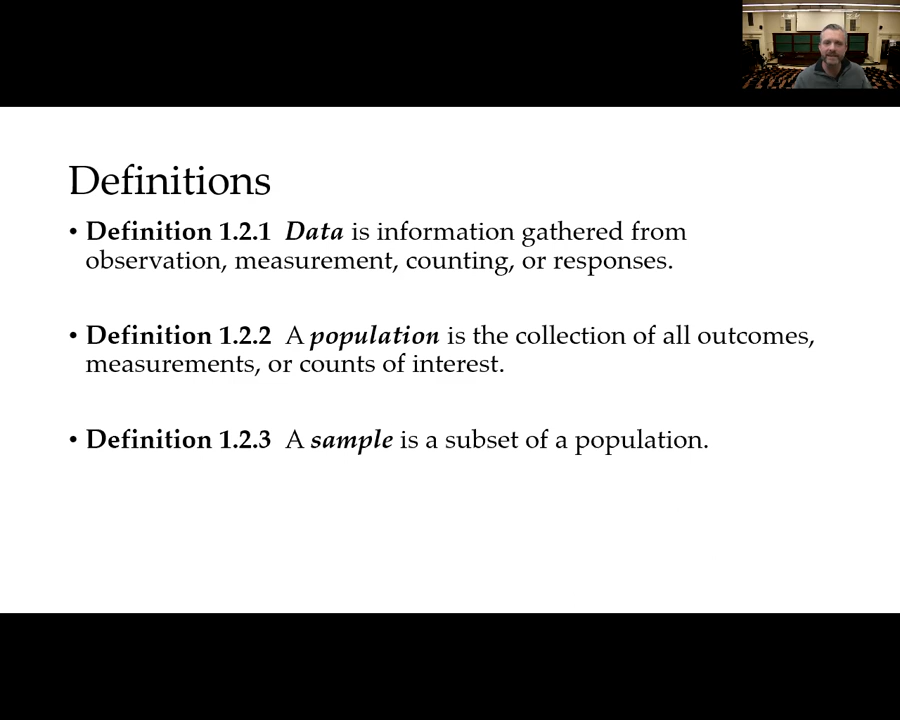 Definitions
• Definition 1.2.1 Data is information gathered from
observation, measurement, counting, or responses.
• Definition 1.2.2 A population is the collection of all outcomes,
measurements, or counts of interest.
• Definition 1.2.3 A sample is a subset of a population.